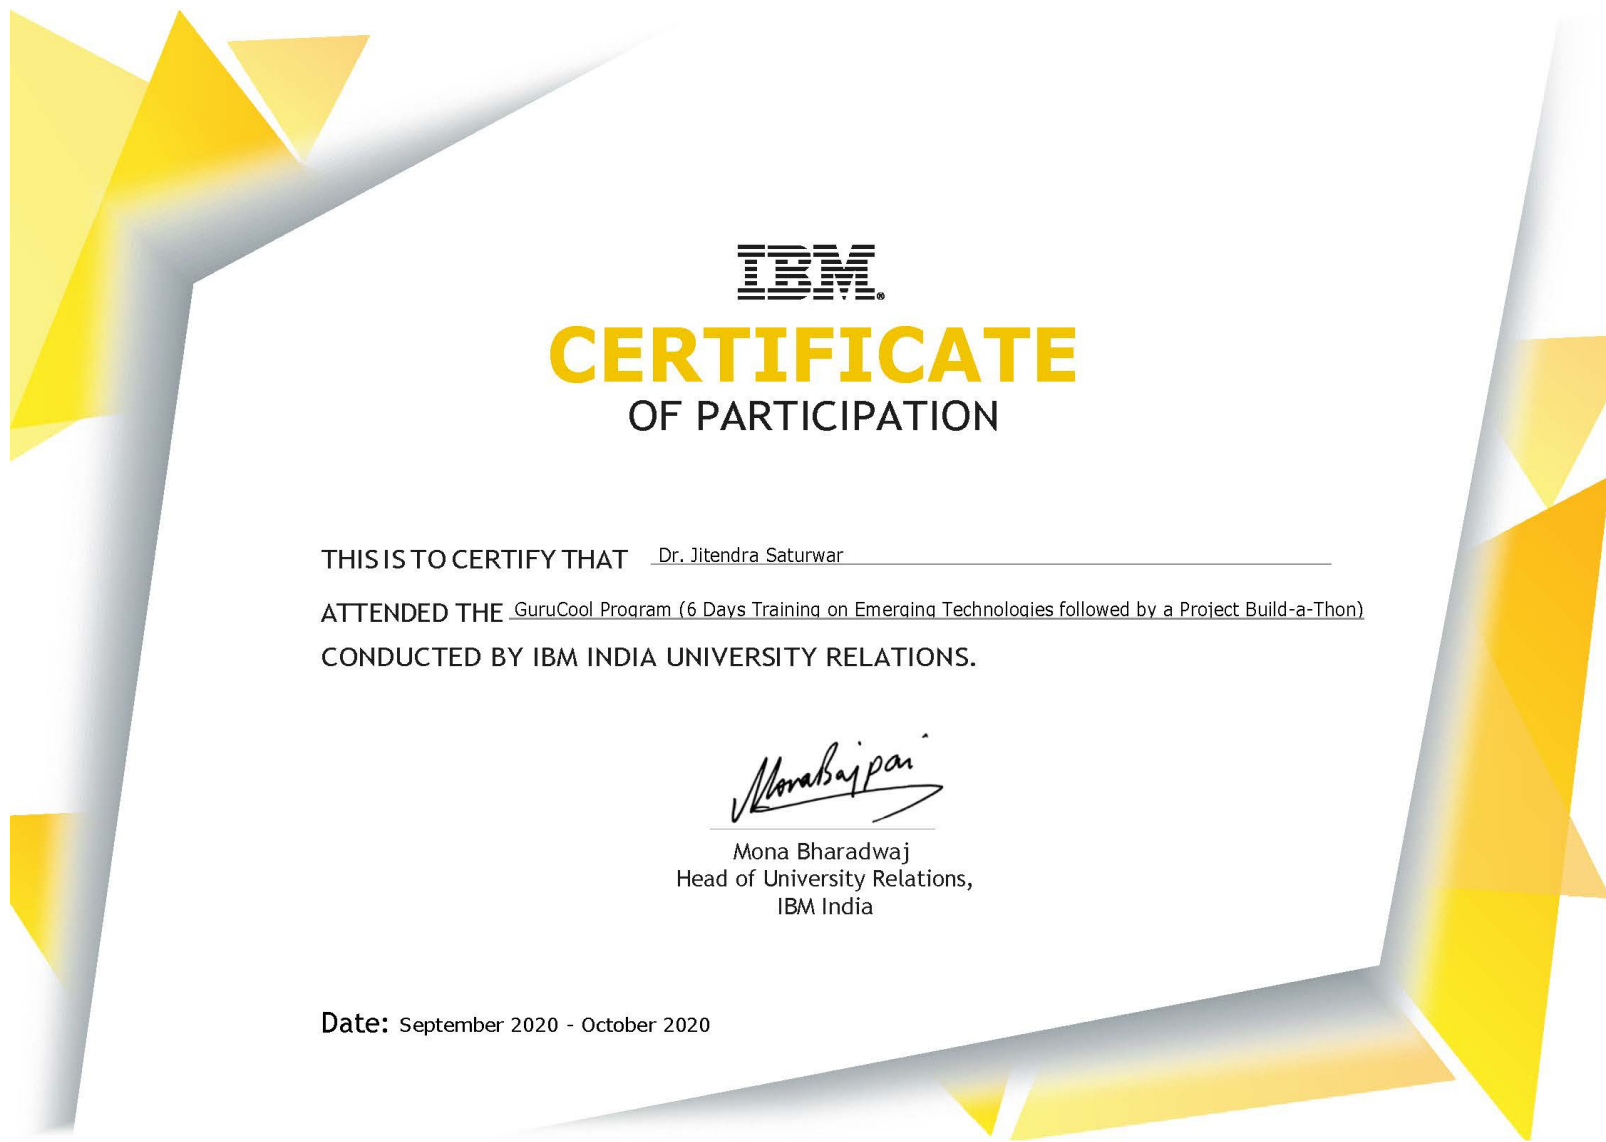 IBM®
CERTIFICATE
OF PARTICIPATION
THIS IS TO CERTIFY THAT Dr. Jitendra Saturwar
ATTENDED THE GuruCool Program (6 Days Training on Emerging Technologies followed by a Project Build-a-Thon)
CONDUCTED BY IBM INDIA UNIVERSITY RELATIONS.
MonaBajpai
Mona Bharadwaj
Head of University Relations,
IBM India
Date: September 2020 - October 2020